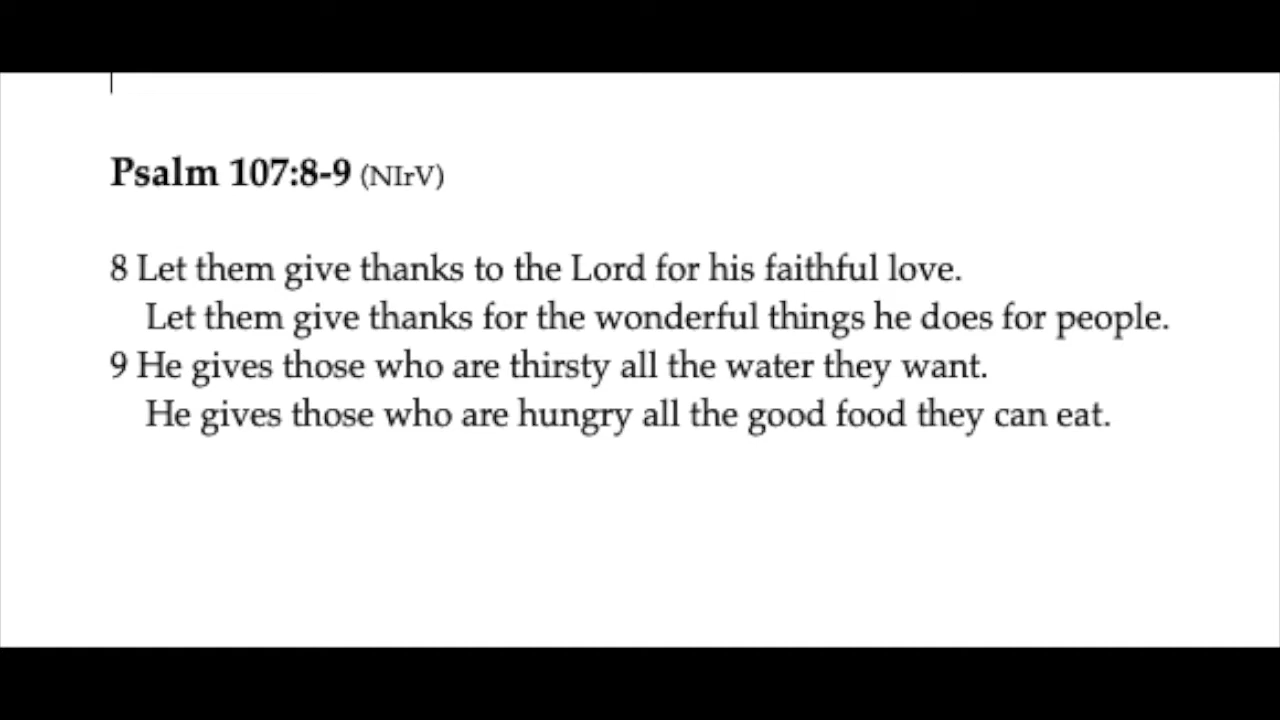 Psalm 107:8-9 (NIrV)
8 Let them give thanks to the Lord for his faithful love.
Let them give thanks for the wonderful things he does for people.
9 He gives those who are thirsty all the water they want.
He gives those who are hungry all the good food they can eat.